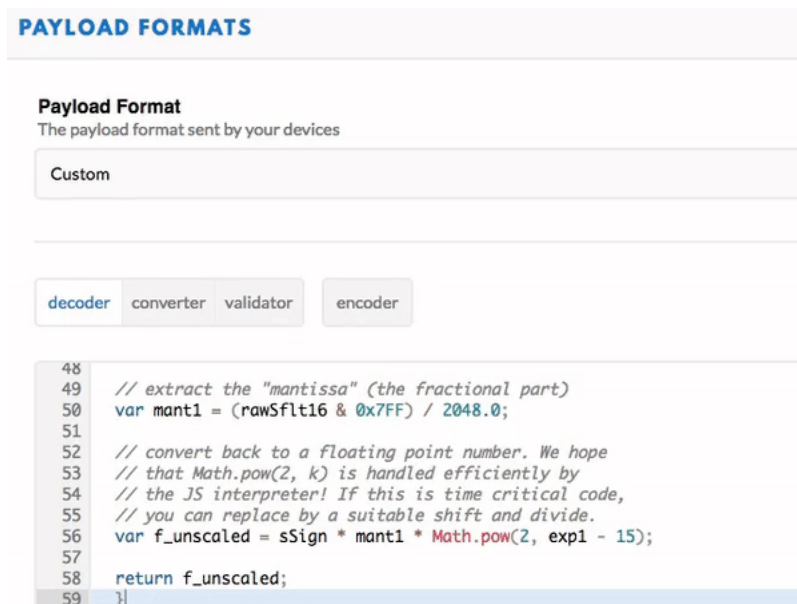 PAYLOAD FORMATS
Payload Format
The payload format sent by your devices
Custom
decoder converter validator encoder
48
49 // extract the "mantissa" (the fractional part)
50 var mant1 = (rawSflt16 & 0x7FF) / 2048.0;
51
52 // convert back to a floating point number. We hope
53 // that Math.pow(2, k) is handled efficiently by
54 // the JS interpreter! If this is time critical code,
55 // you can replace by a suitable shift and divide.
56 var f_unscaled = sSign * mant1 * Math.pow(2, exp1 - 15);
57
58 return f_unscaled;
59 }